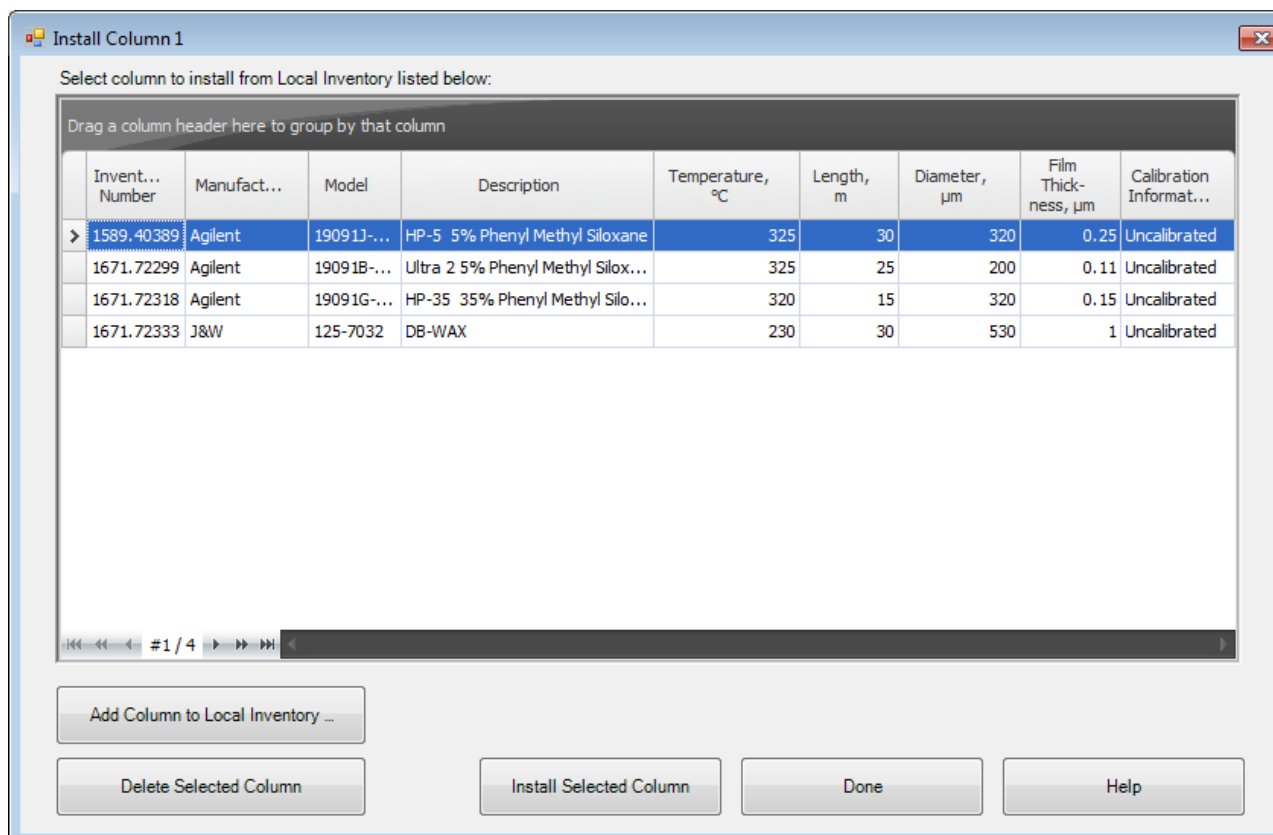 Install Column 1
Select column to install from Local Inventory listed below:
Drag a column header here to group by that column
Invent... Number Manufact... Model Description Temperature, ºC Length, m Diameter, µm Film Thick-ness, µm Calibration Informat...
1589.40389 Agilent 19091J-... HP-5 5% Phenyl Methyl Siloxane 325 30 320 0.25 Uncalibrated
1671.72299 Agilent 19091B-... Ultra 2 5% Phenyl Methyl Silox... 325 25 200 0.11 Uncalibrated
1671.72318 Agilent 19091G-... HP-35 35% Phenyl Methyl Silo... 320 15 320 0.15 Uncalibrated
1671.72333 J&W 125-7032 DB-WAX 230 30 530 1 Uncalibrated
#1 / 4
Add Column to Local Inventory ...
Delete Selected Column Install Selected Column Done Help